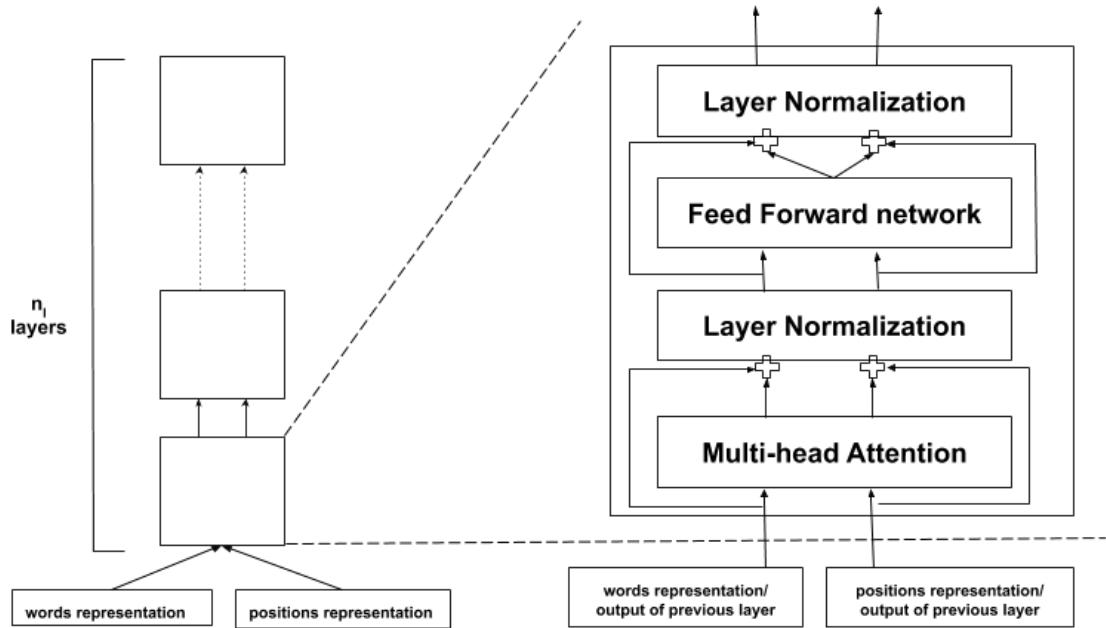 n_l
layers
words representation
positions representation
Layer Normalization
Feed Forward network
Layer Normalization
Multi-head Attention
words representation/
output of previous layer
positions representation/
output of previous layer